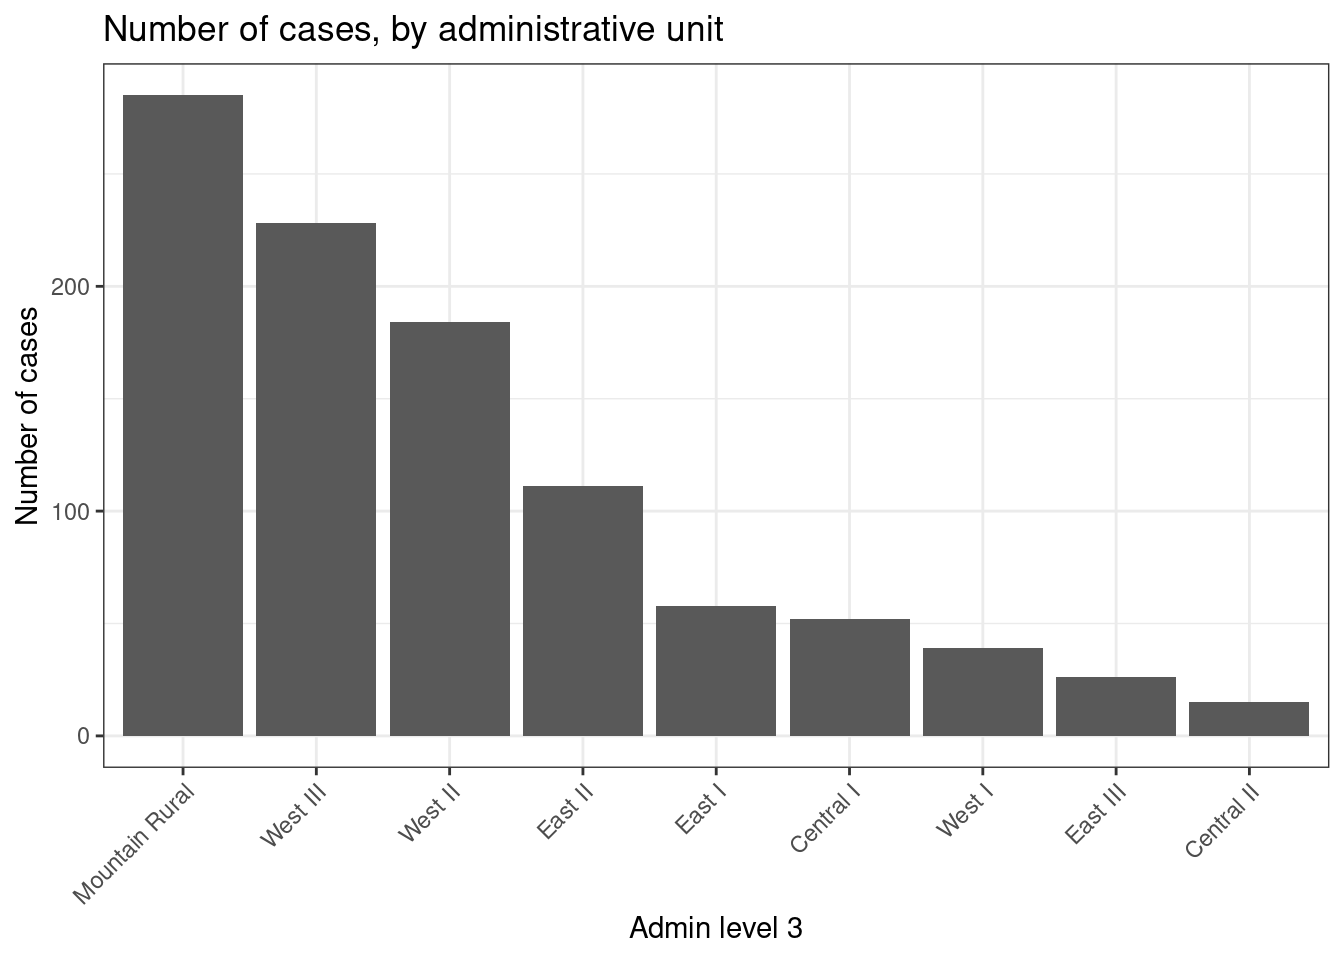 Number of cases, by administrative unit
Number of cases
200
100
0
Mountain Rural
West III
West II
East II
East I
Central I
West I
East III
Central II
Admin level 3